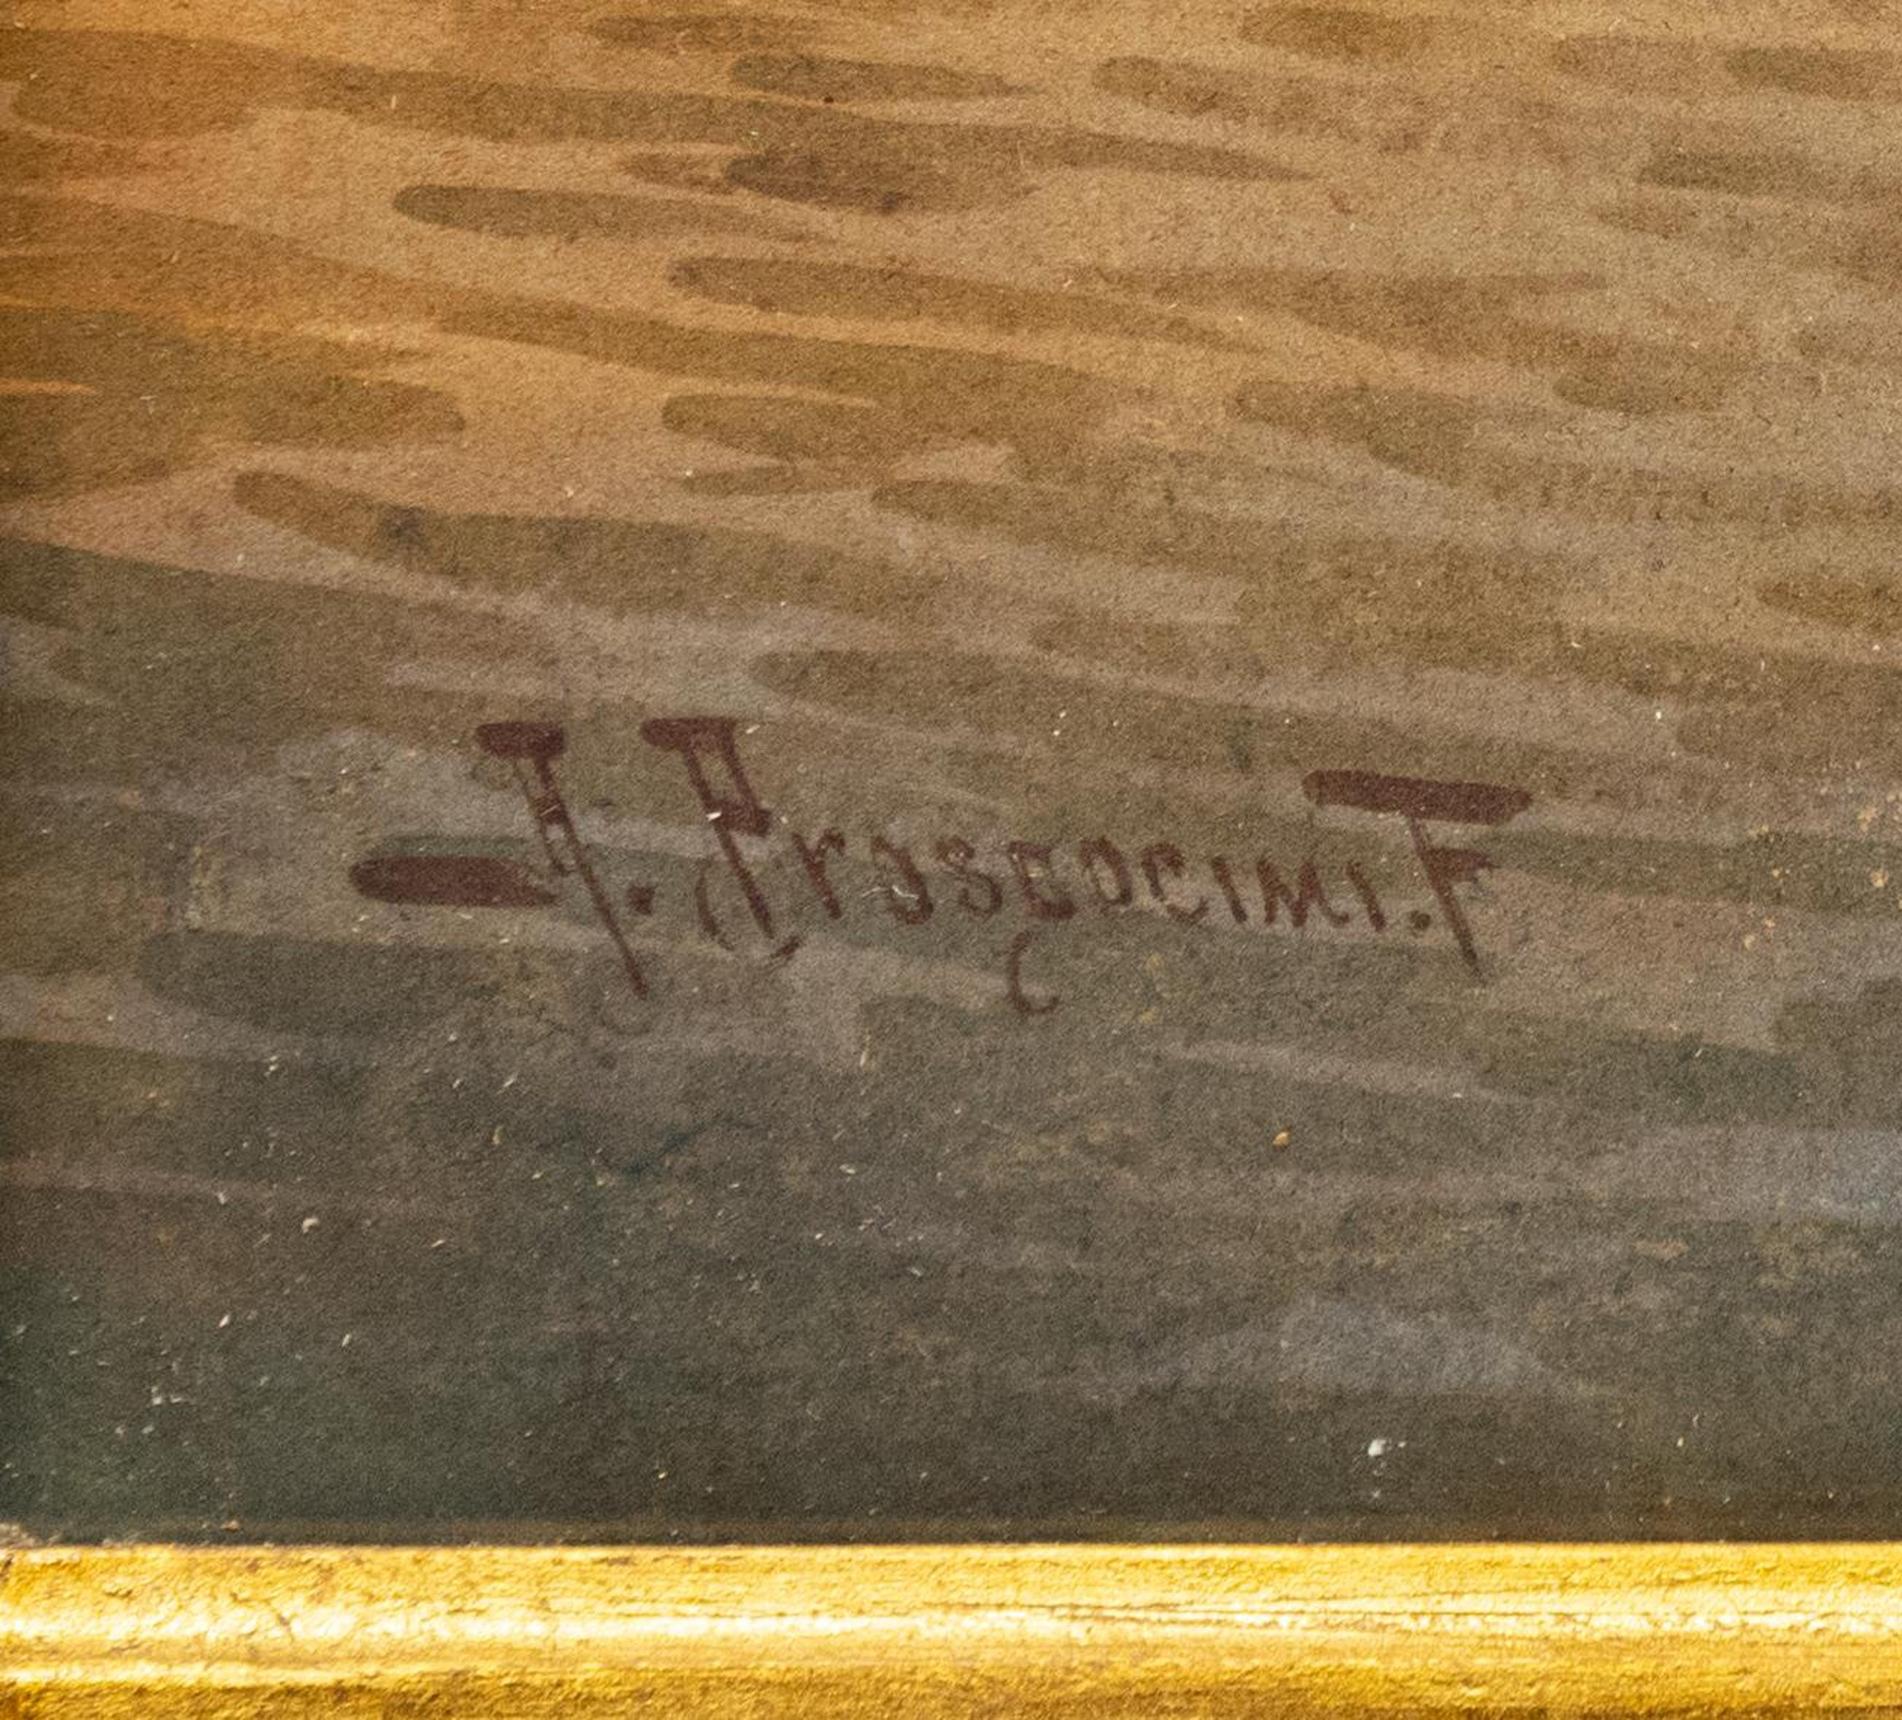 A. Prosdocimi. F